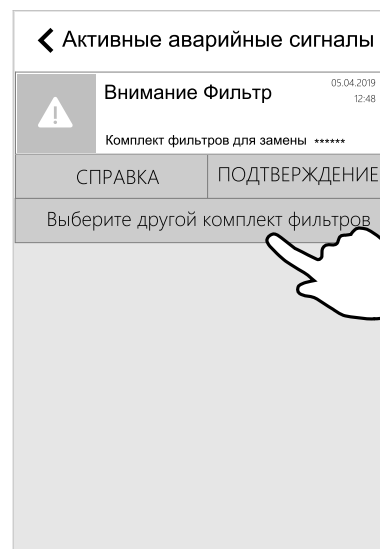 Активные аварийные сигналы
Внимание Фильтр
05.04.2019
12:48
Комплект фильтров для замены ******
СПРАВКА
ПОДТВЕРЖДЕНИЕ
Выберите другой комплект фильтров